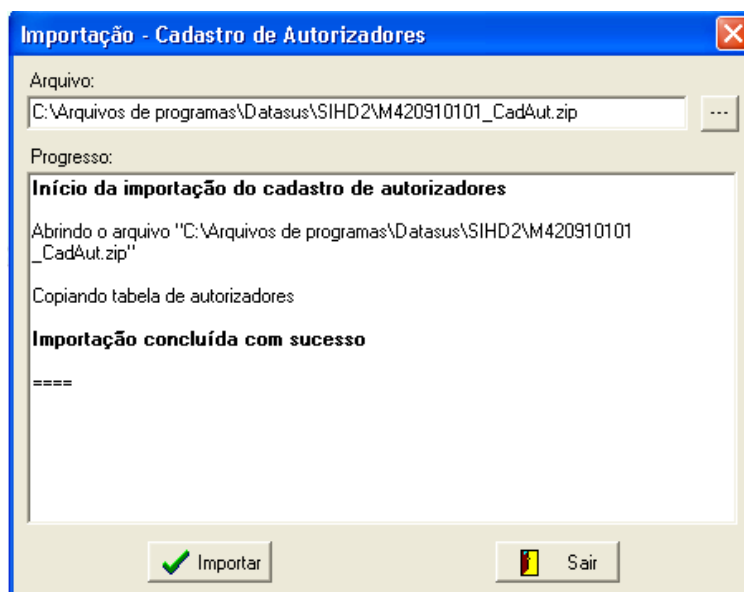 Importação - Cadastro de Autorizadores
Arquivo:
C:\Arquivos de programas\Datasus\SIHD2\M420910101_CadAut.zip
...
Progresso:
Início da importação do cadastro de autorizadores
Abrindo o arquivo "C:\Arquivos de programas\Datasus\SIHD2\M420910101
_CadAut.zip"
Copiando tabela de autorizadores
Importação concluída com sucesso
====
Importar
Sair